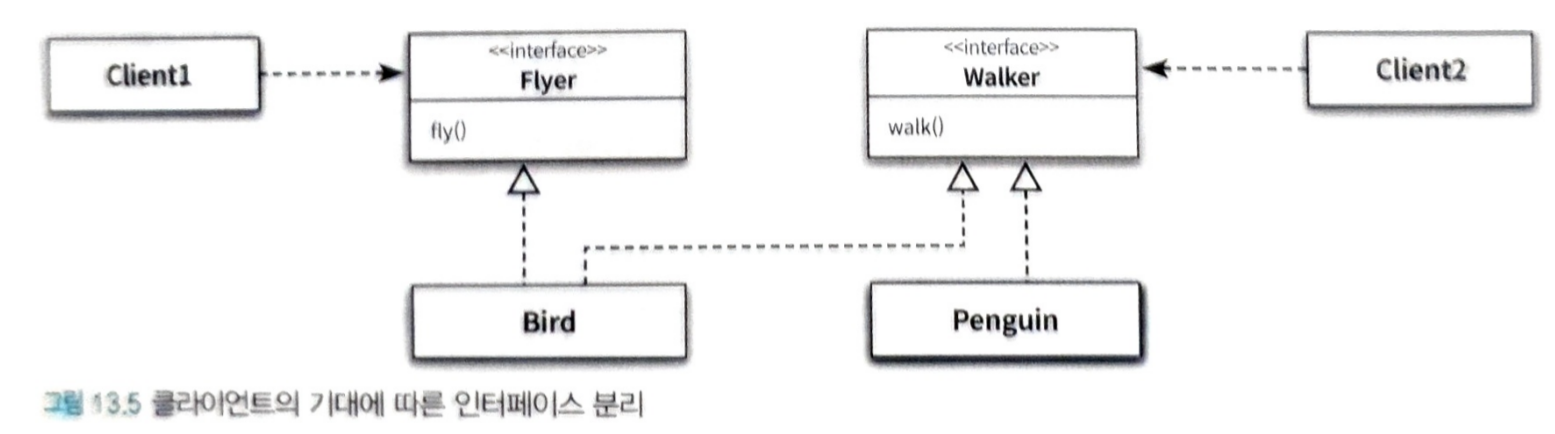 Client1
<<interface>>
Flyer
fly()
<<interface>>
Walker
walk()
Client2
Bird
Penguin
그림 13.5 클라이언트의 기대에 따른 인터페이스 분리